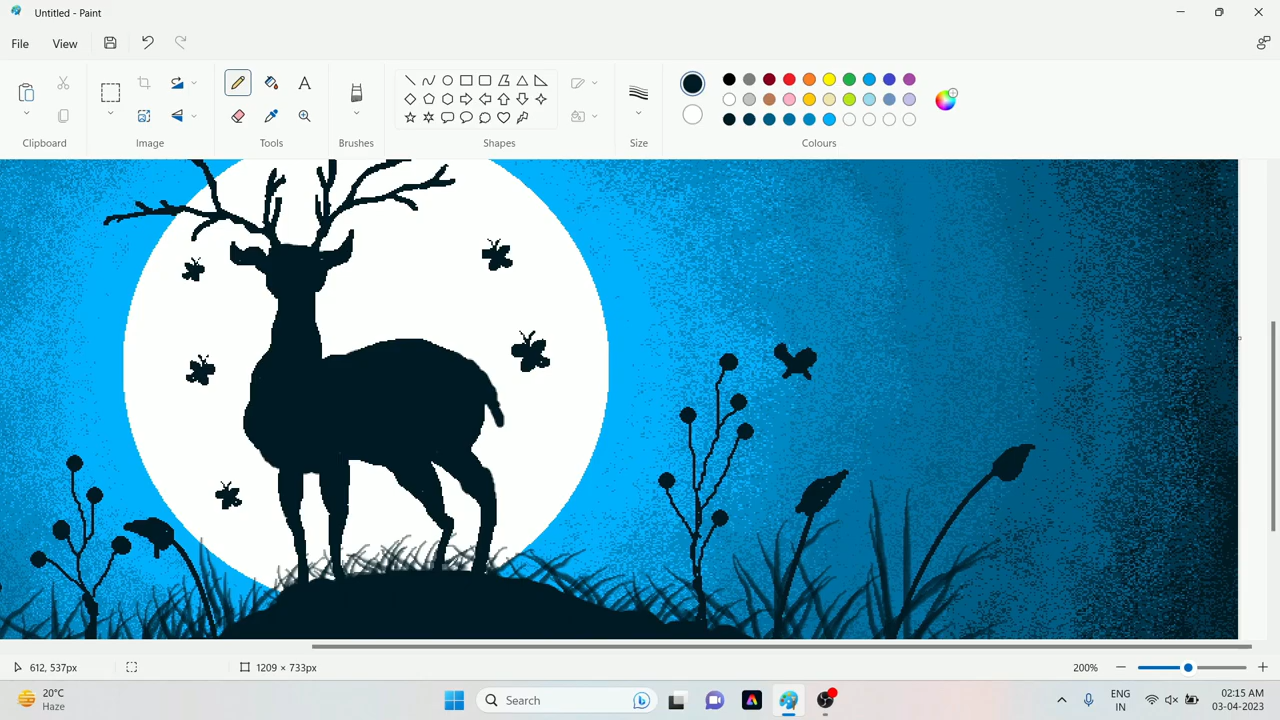 Untitled - Paint
File View
Clipboard Image Tools Brushes Shapes Size Colours
612, 537px 1209 × 733px 200%
20°C
Haze
Search
ENG
IN
02:15 AM
03-04-2023